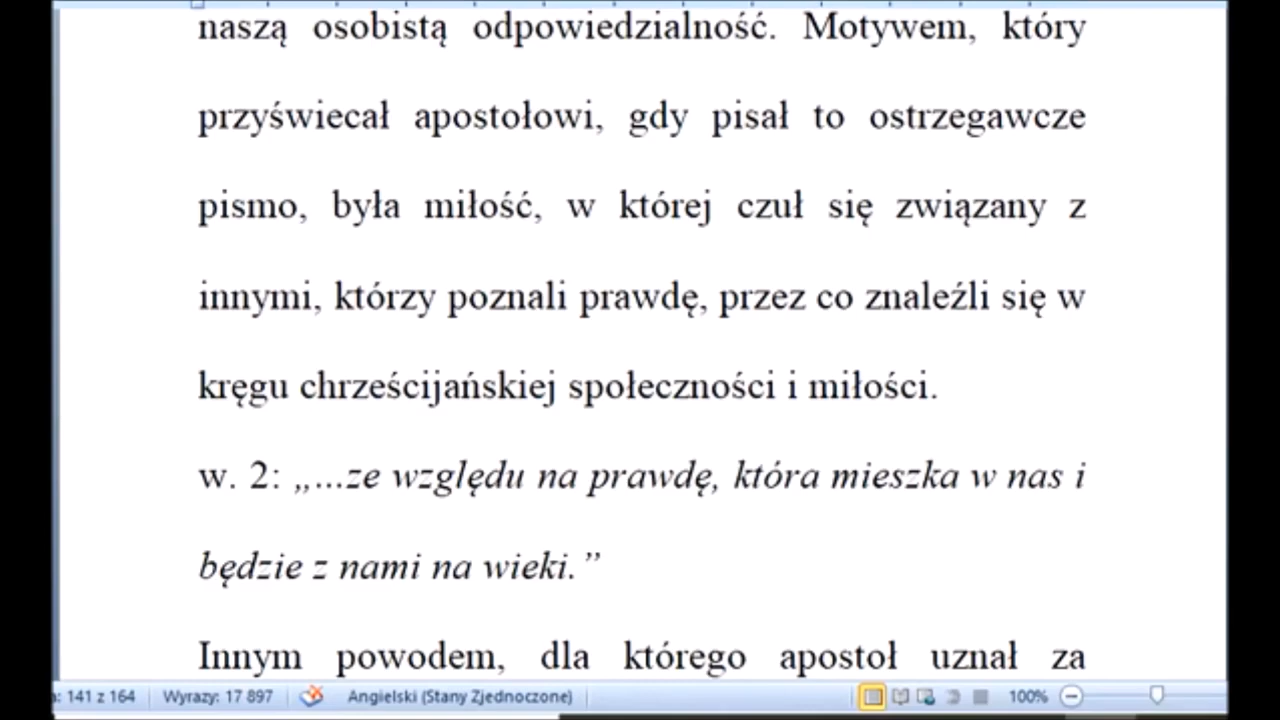 naszą osobistą odpowiedzialność. Motywem, który
przyświecał apostołowi, gdy pisał to ostrzegawcze
pismo, była miłość, w której czuł się związany z
innymi, którzy poznali prawdę, przez co znaleźli się w
kręgu chrześcijańskiej społeczności i miłości.
w. 2: „...ze względu na prawdę, która mieszka w nas i
będzie z nami na wieki.”
Innym powodem, dla którego apostoł uznał za
: 141 z 164 Wyrazy: 17 897 Angielski (Stany Zjednoczone) 100%